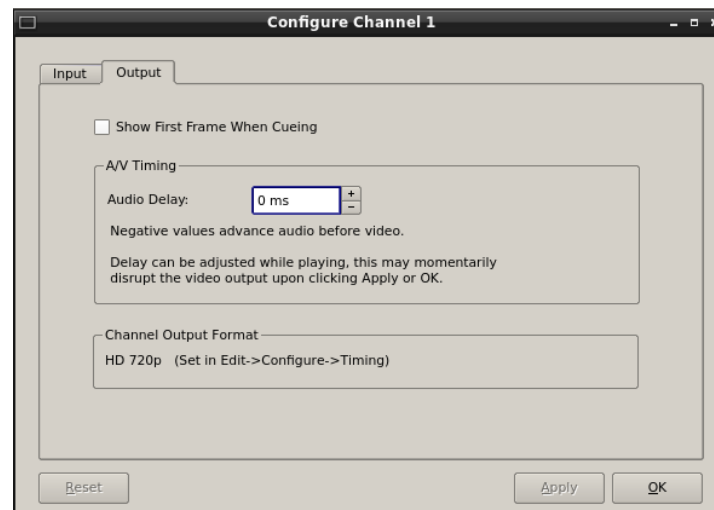 Configure Channel 1
Input
Output
Show First Frame When Cueing
A/V Timing
Audio Delay:
0 ms
+
−
Negative values advance audio before video.
Delay can be adjusted while playing, this may momentarily
disrupt the video output upon clicking Apply or OK.
Channel Output Format
HD 720p (Set in Edit->Configure->Timing)
Reset
Apply
OK